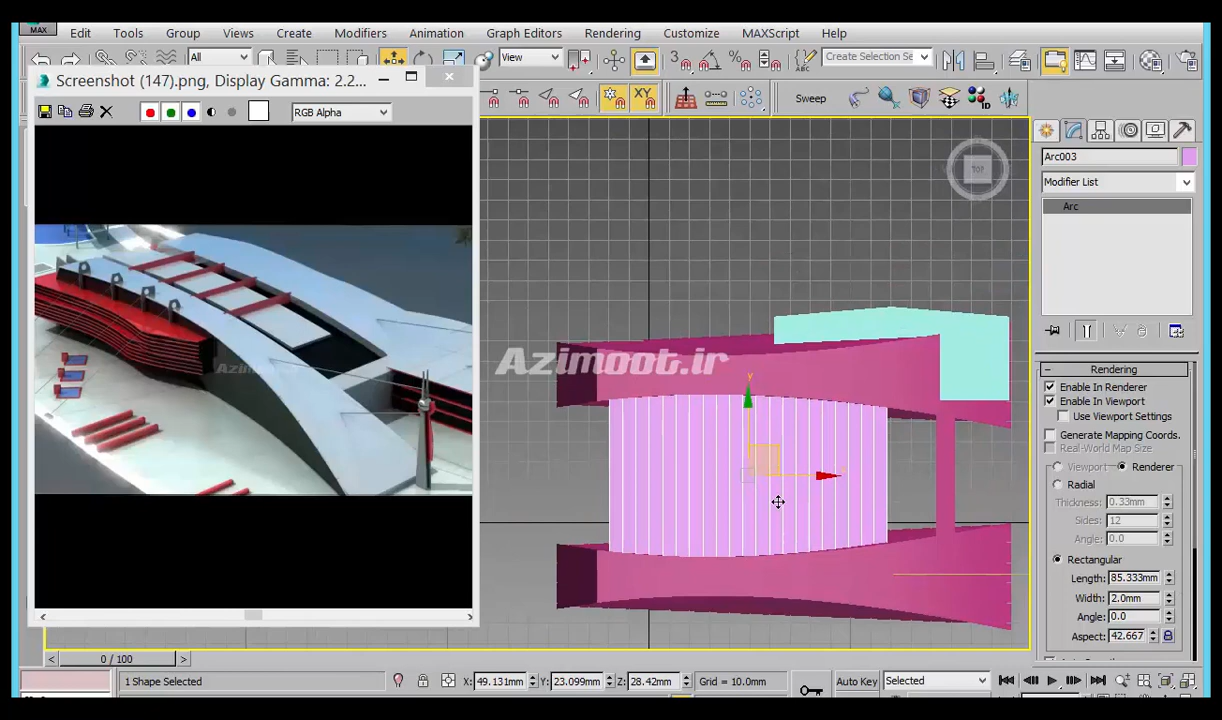 MAX Edit Tools Group Views Create Modifiers Animation Graph Editors Rendering Customize MAXScript Help
All View Create Selection Se
Screenshot (147).png, Display Gamma: 2.2...
RGB Alpha
XY Sweep
Arc003
TOP
Modifier List
Arc
Azimoot.ir
Rendering
Enable In Renderer
Enable In Viewport
Use Viewport Settings
Generate Mapping Coords.
Real-World Map Size
Viewport Renderer
Radial
Thickness: 0.33mm
Sides: 12
Angle: 0.0
Rectangular
Length: 85.333mm
Width: 2.0mm
Angle: 0.0
Aspect: 42.667
< 0 / 100 >
1 Shape Selected X: 49.131mm Y: 23.099mm Z: 28.42mm Grid = 10.0mm Auto Key Selected